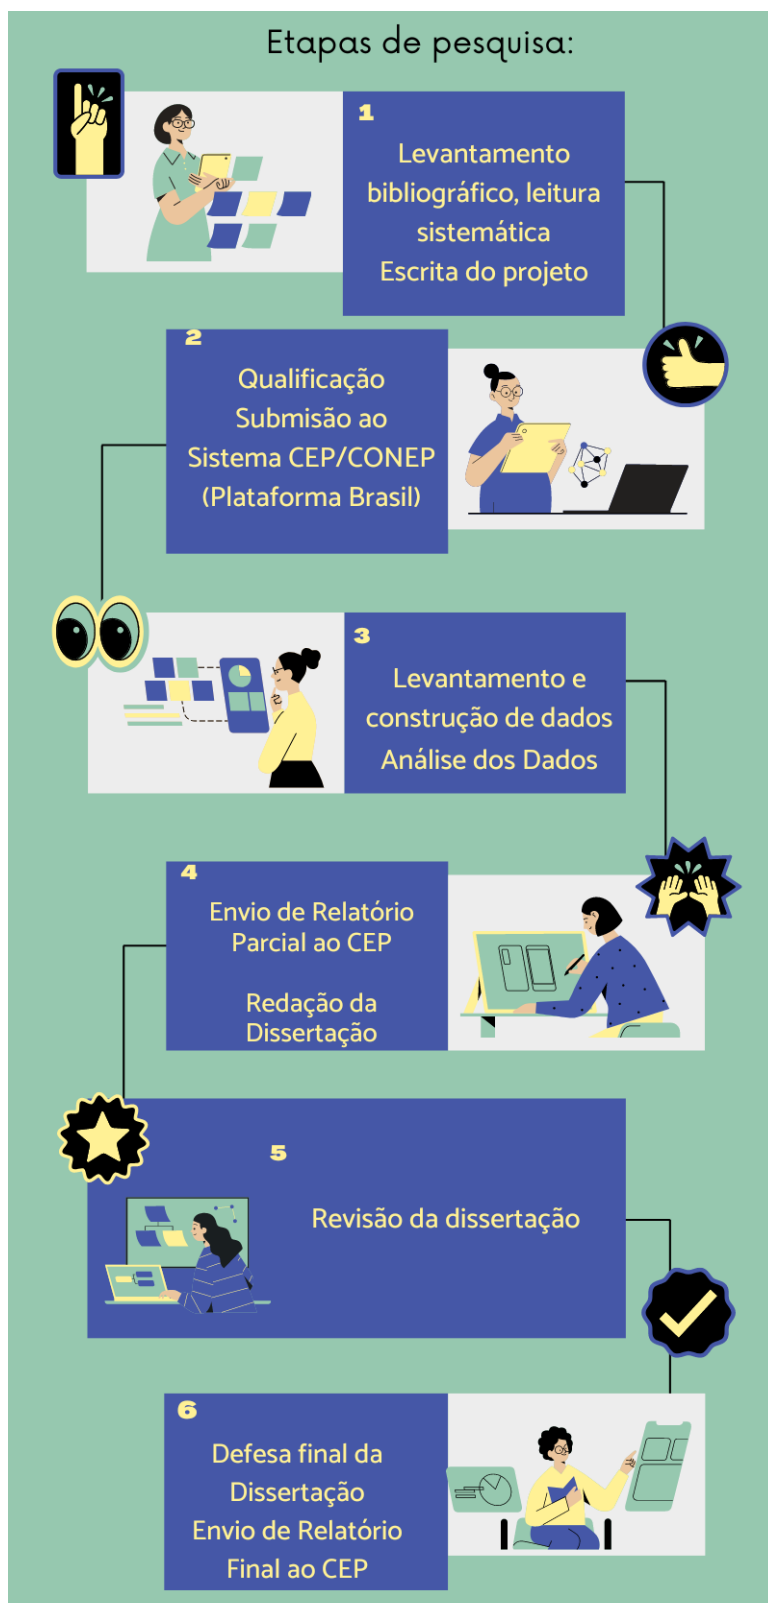 Etapas de pesquisa:
1
Levantamento
bibliográfico, leitura
sistemática
Escrita do projeto
2
Qualificação
Submisão ao
Sistema CEP/CONEP
(Plataforma Brasil)
3
Levantamento e
construção de dados
Análise dos Dados
4
Envio de Relatório
Parcial ao CEP
Redação da
Dissertação
5
Revisão da dissertação
6
Defesa final da
Dissertação
Envio de Relatório
Final ao CEP